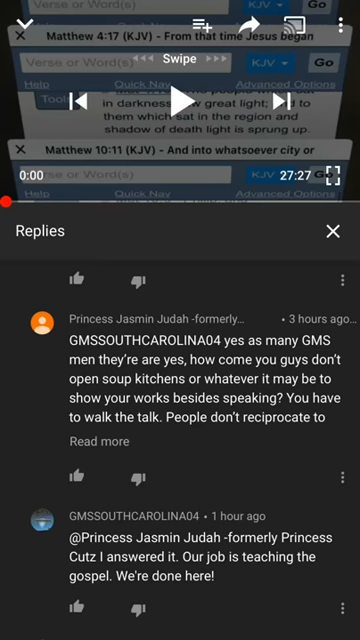 Verse or Word(s) KJV Go
Matthew 4:17 (KJV) - From that time Jesus began
Swipe
Verse or Word(s) KJV Go
Help Quick Nav Advanced Options
Tools
in darkness saw great light; and to
them which sat in the region and
shadow of death light is sprung up.
Matthew 10:11 (KJV) - And into whatsoever city or
0:00 Verse or Word(s) KJV 27:27
Help Quick Nav Advanced Options
Replies
Princess Jasmin Judah -formerly... • 3 hours ago...
GMSSOUTHCAROLINA04 yes as many GMS
men they're are yes, how come you guys don't
open soup kitchens or whatever it may be to
show your works besides speaking? You have
to walk the talk. People don't reciprocate to
Read more
GMSSOUTHCAROLINA04 • 1 hour ago
@Princess Jasmin Judah -formerly Princess
Cutz I answered it. Our job is teaching the
gospel. We're done here!